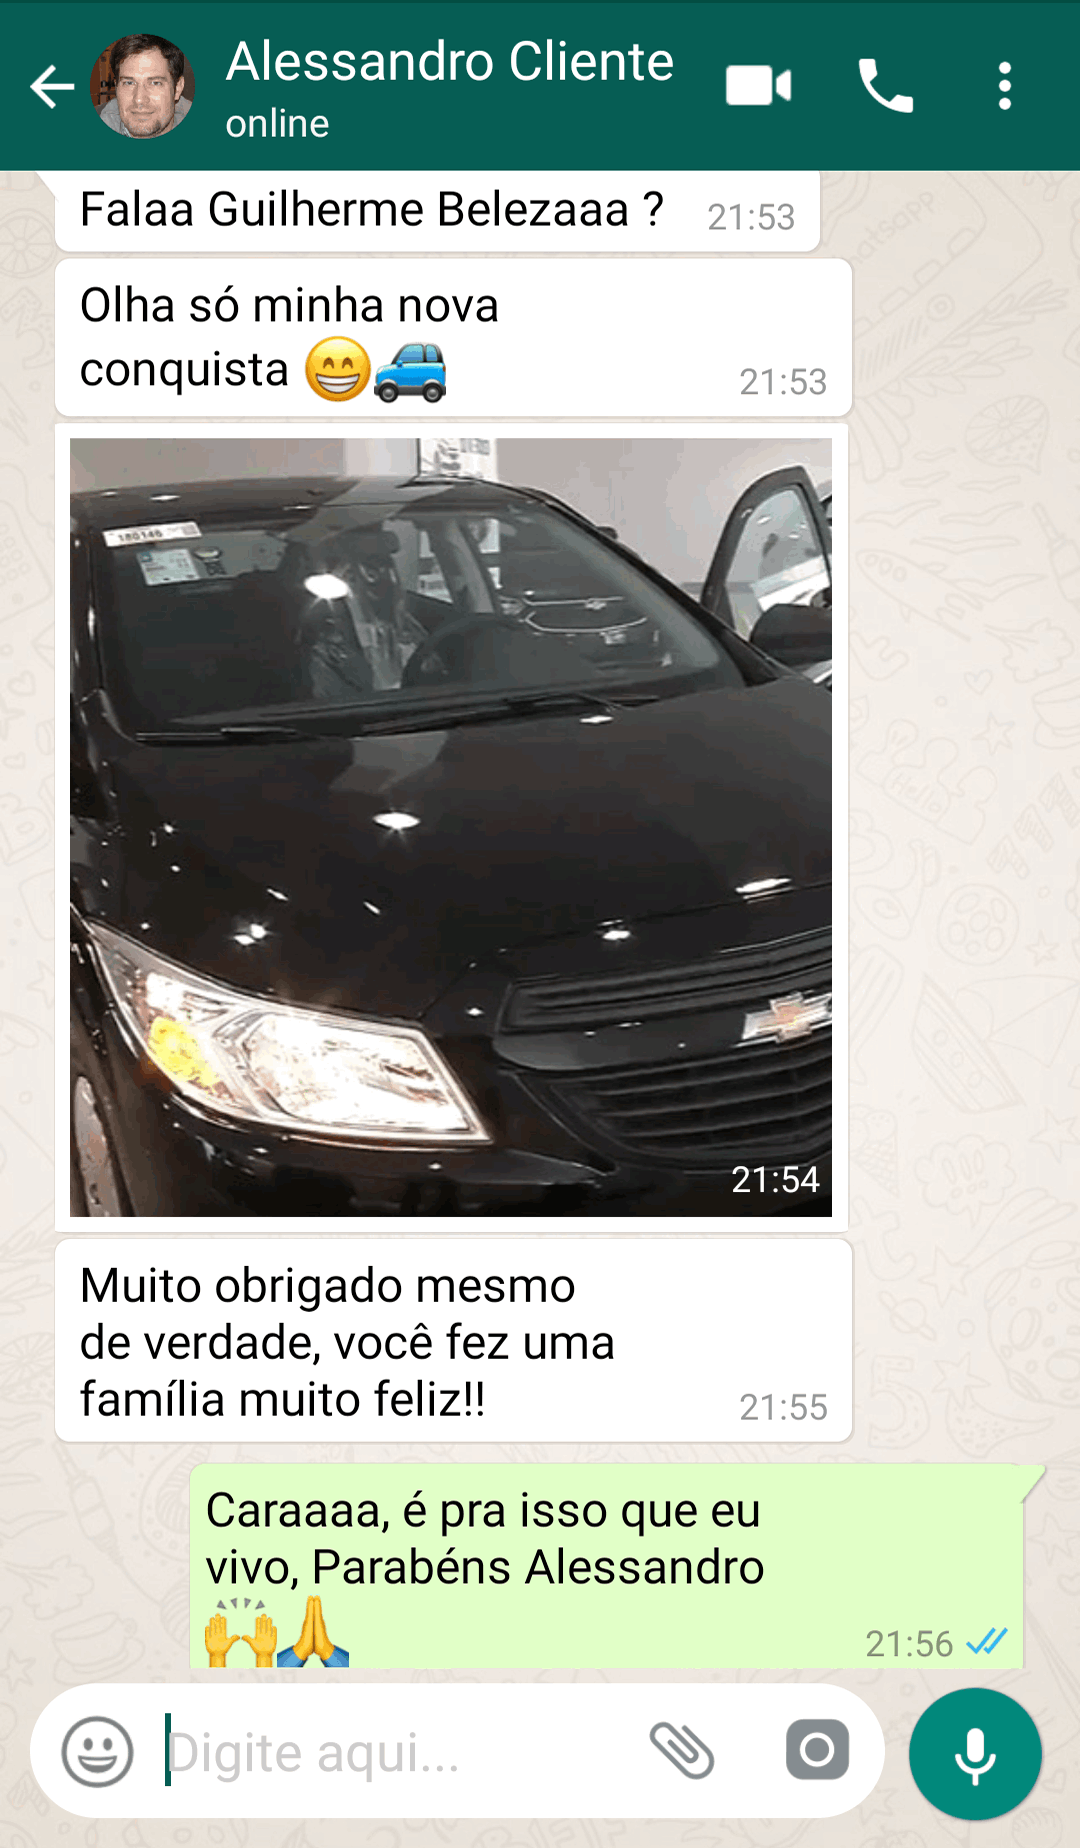 Alessandro Cliente
online
Falaa Guilherme Belezaaa ? 21:53
Olha só minha nova
conquista 😁🚙 21:53
180146
21:54
Muito obrigado mesmo
de verdade, você fez uma
família muito feliz!! 21:55
Caraaaa, é pra isso que eu
vivo, Parabéns Alessandro
🙌🙏 21:56
Digite aqui...